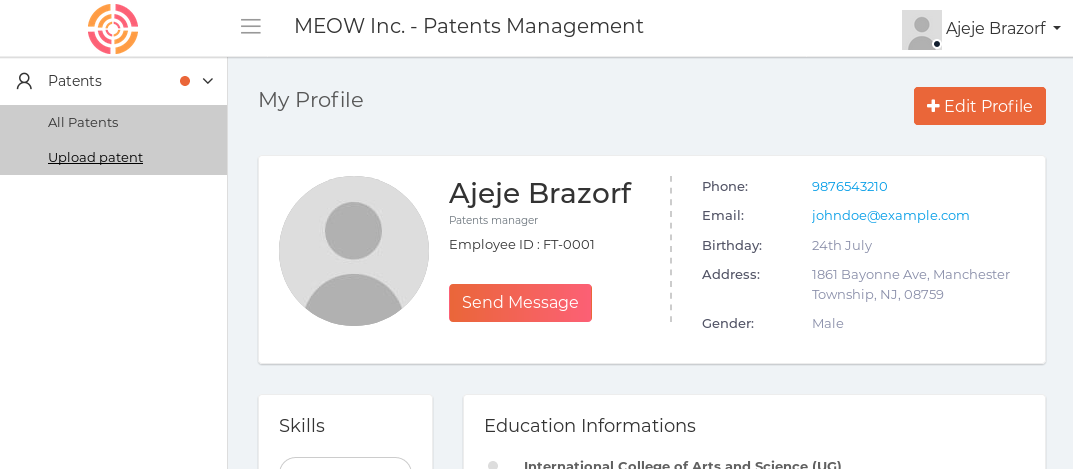 MEOW Inc. - Patents Management
Ajeje Brazorf
Patents
All Patents
Upload patent
My Profile
Edit Profile
Ajeje Brazorf
Patents manager
Employee ID : FT-0001
Send Message
Phone: 9876543210
Email: johndoe@example.com
Birthday: 24th July
Address: 1861 Bayonne Ave, Manchester
Township, NJ, 08759
Gender: Male
Skills
Education Informations
International College of Arts and Science (UG)